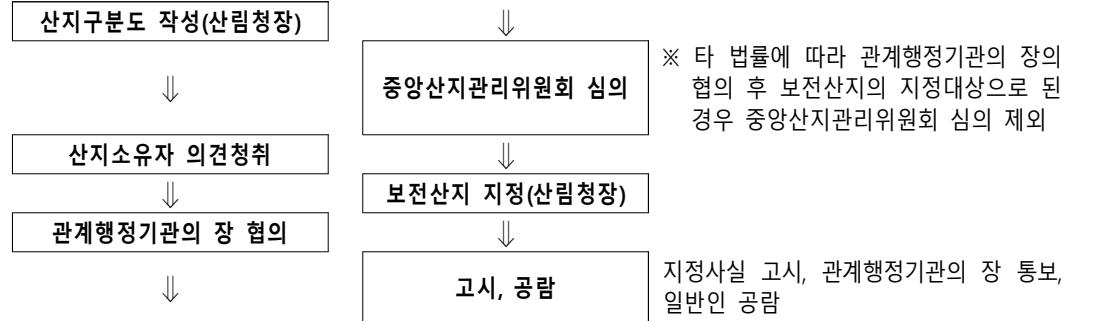 산지구분도 작성(산림청장)
⇓
산지소유자 의견청취
⇓
관계행정기관의 장 협의
⇓
⇓
중앙산지관리위원회 심의
※ 타 법률에 따라 관계행정기관의 장의
협의 후 보전산지의 지정대상으로 된
경우 중앙산지관리위원회 심의 제외
⇓
보전산지 지정(산림청장)
⇓
고시, 공람
지정사실 고시, 관계행정기관의 장 통보,
일반인 공람